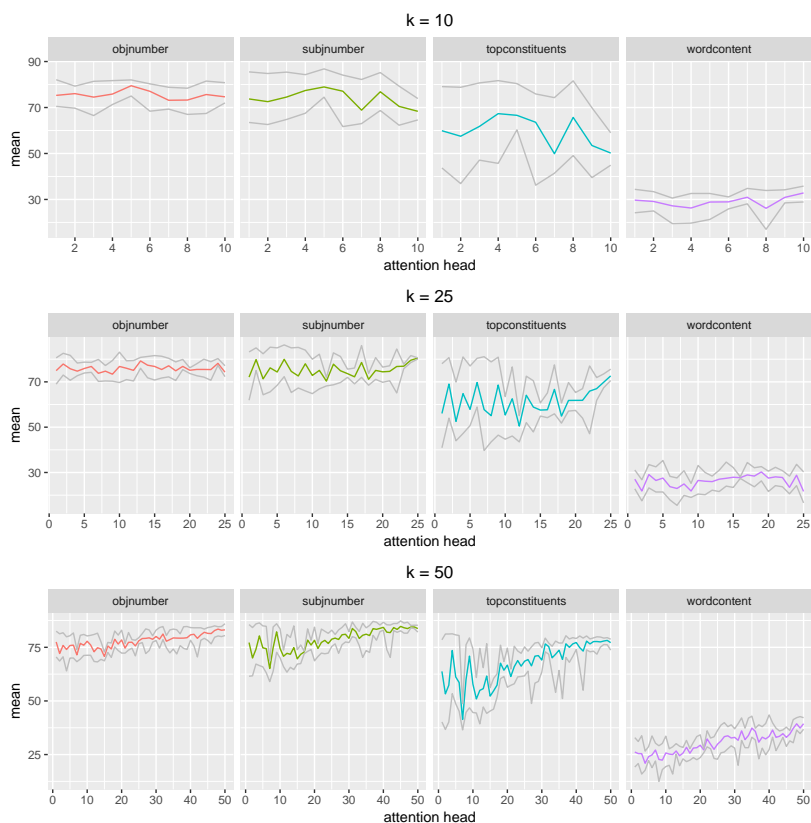 k = 10
objnumber subjnumber topconstituents wordcontent
90
70
50
30
mean
2 4 6 8 10 2 4 6 8 10 2 4 6 8 10 2 4 6 8 10
attention head
k = 25
objnumber subjnumber topconstituents wordcontent
70
50
30
mean
0 5 10 15 20 25 0 5 10 15 20 25 0 5 10 15 20 25 0 5 10 15 20 25
attention head
k = 50
objnumber subjnumber topconstituents wordcontent
75
50
25
mean
0 10 20 30 40 50 0 10 20 30 40 50 0 10 20 30 40 50 0 10 20 30 40 50
attention head